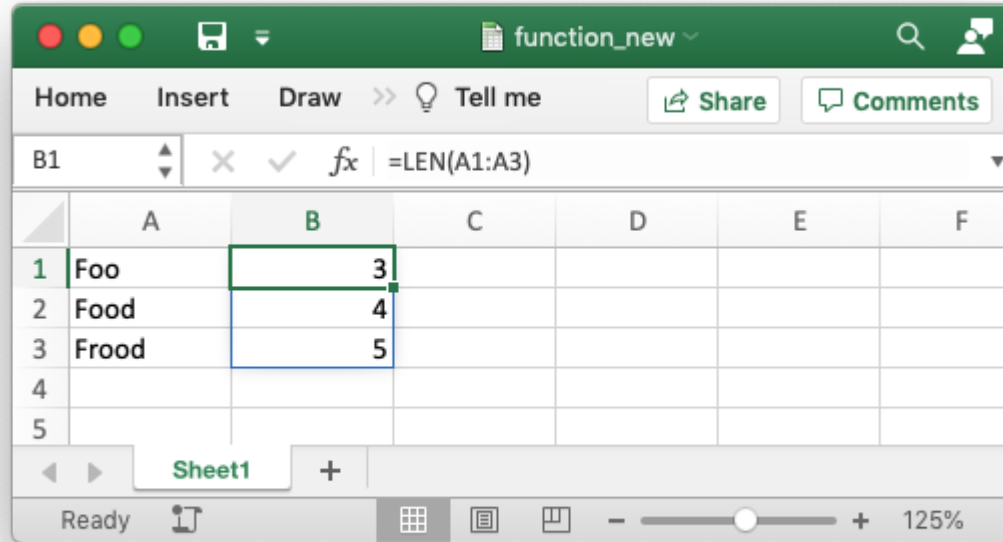 function_new
Home Insert Draw >> Tell me Share Comments
B1 fx =LEN(A1:A3)
A B C D E F
1 Foo 3
2 Food 4
3 Frood 5
4
5
Sheet1 +
Ready 125%